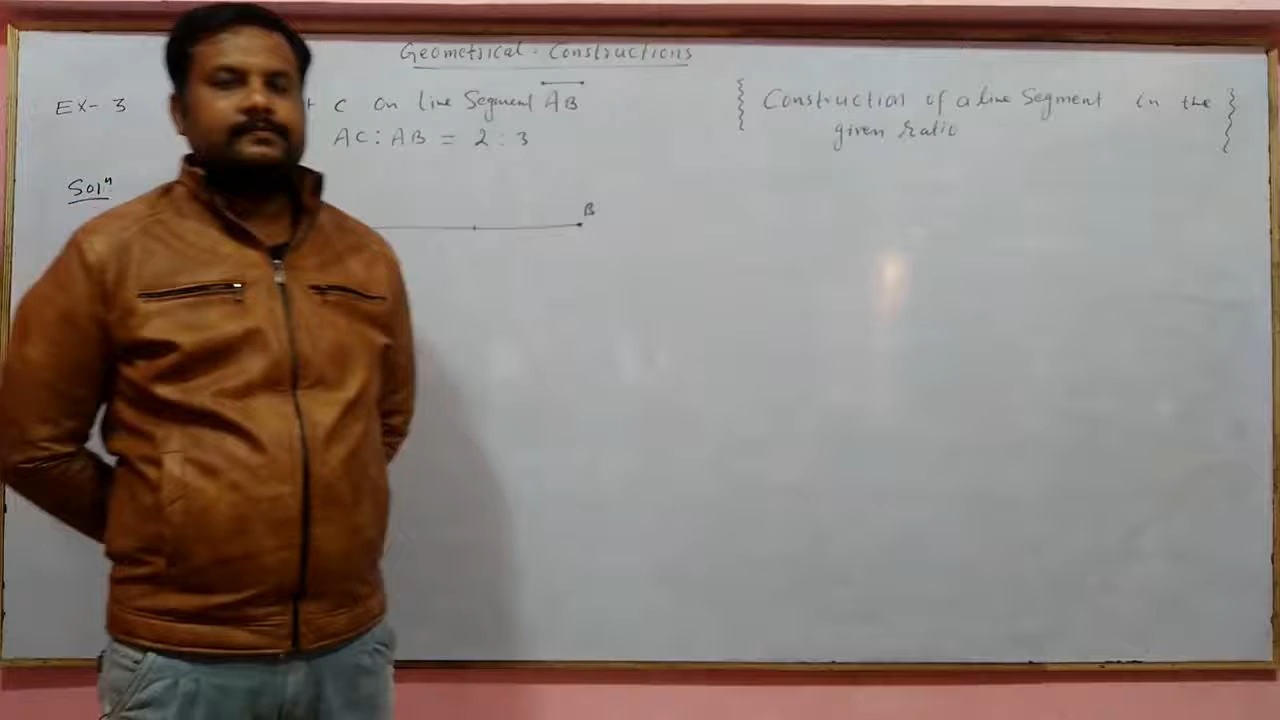 Geometrical Constructions
Ex- 3 C on line Segment AB
AC : AB = 2 : 3
Construction of a line Segment in the
given ratio
Solⁿ
B